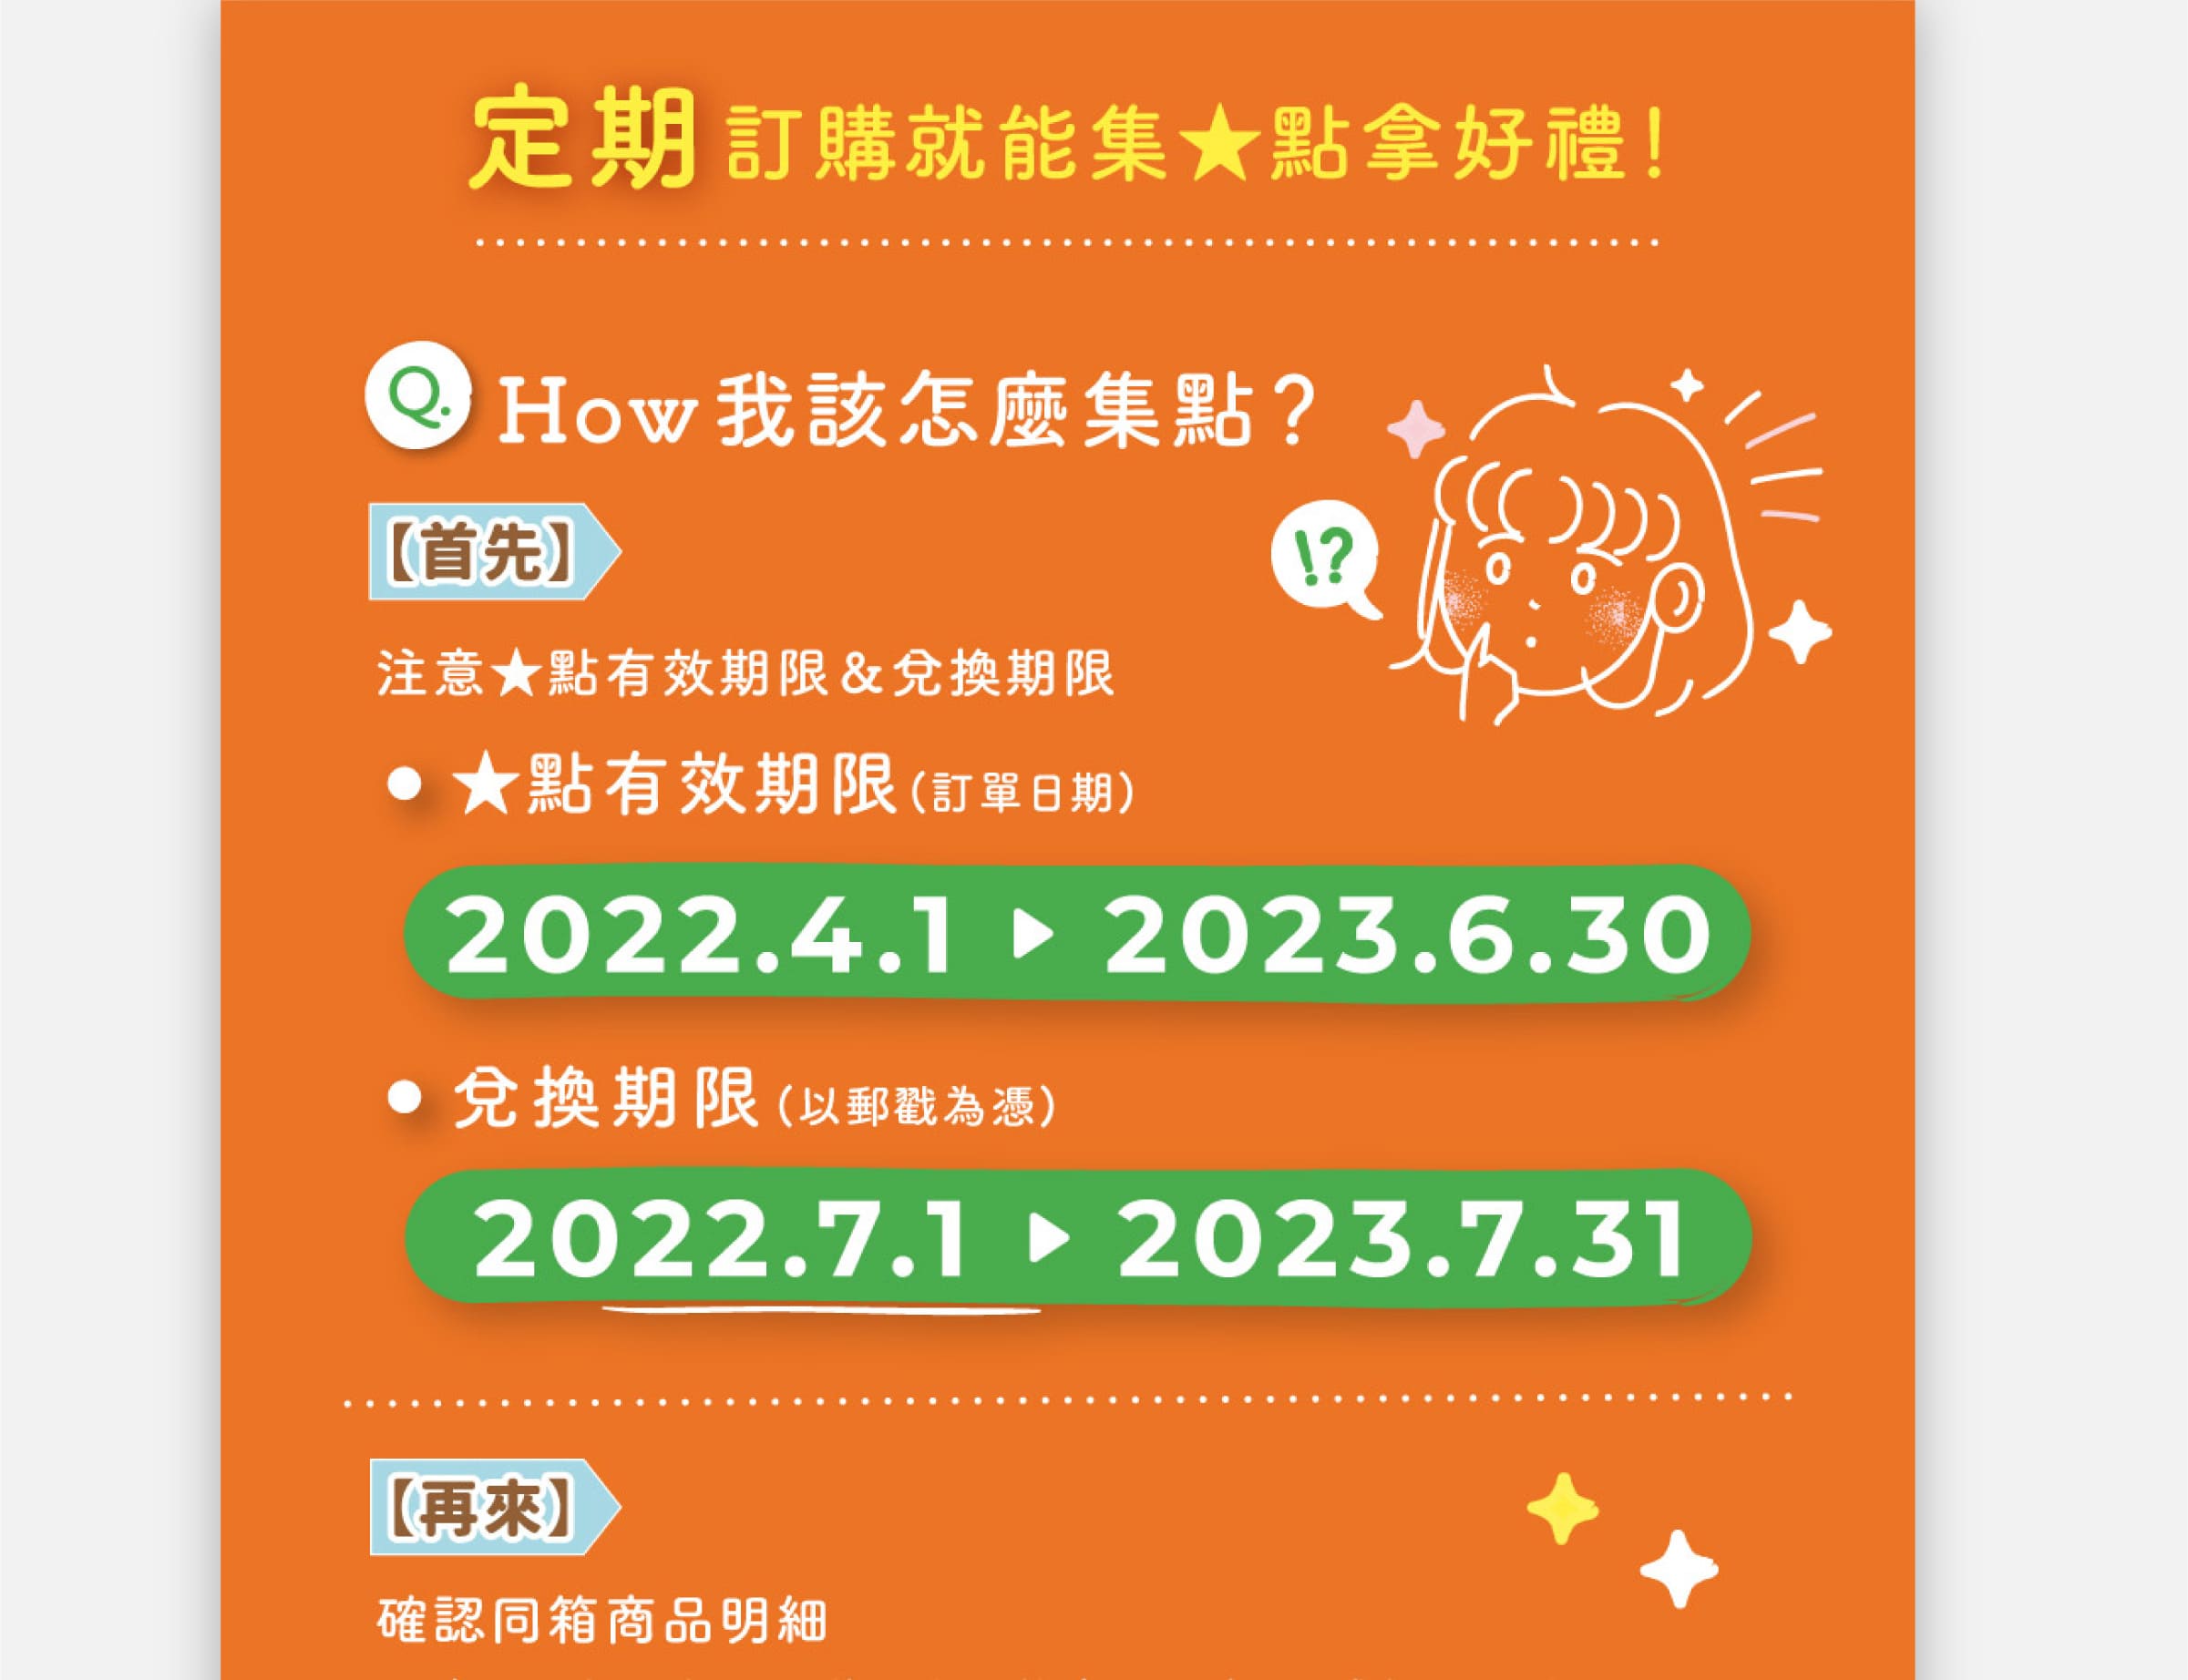 定期訂購就能集★點拿好禮!
Q. How我該怎麼集點?
【首先】
!?
注意★點有效期限&兌換期限
● ★點有效期限(訂單日期)
2022.4.1 ▶ 2023.6.30
● 兌換期限(以郵戳為憑)
2022.7.1 ▶ 2023.7.31
【再來】
確認同箱商品明細